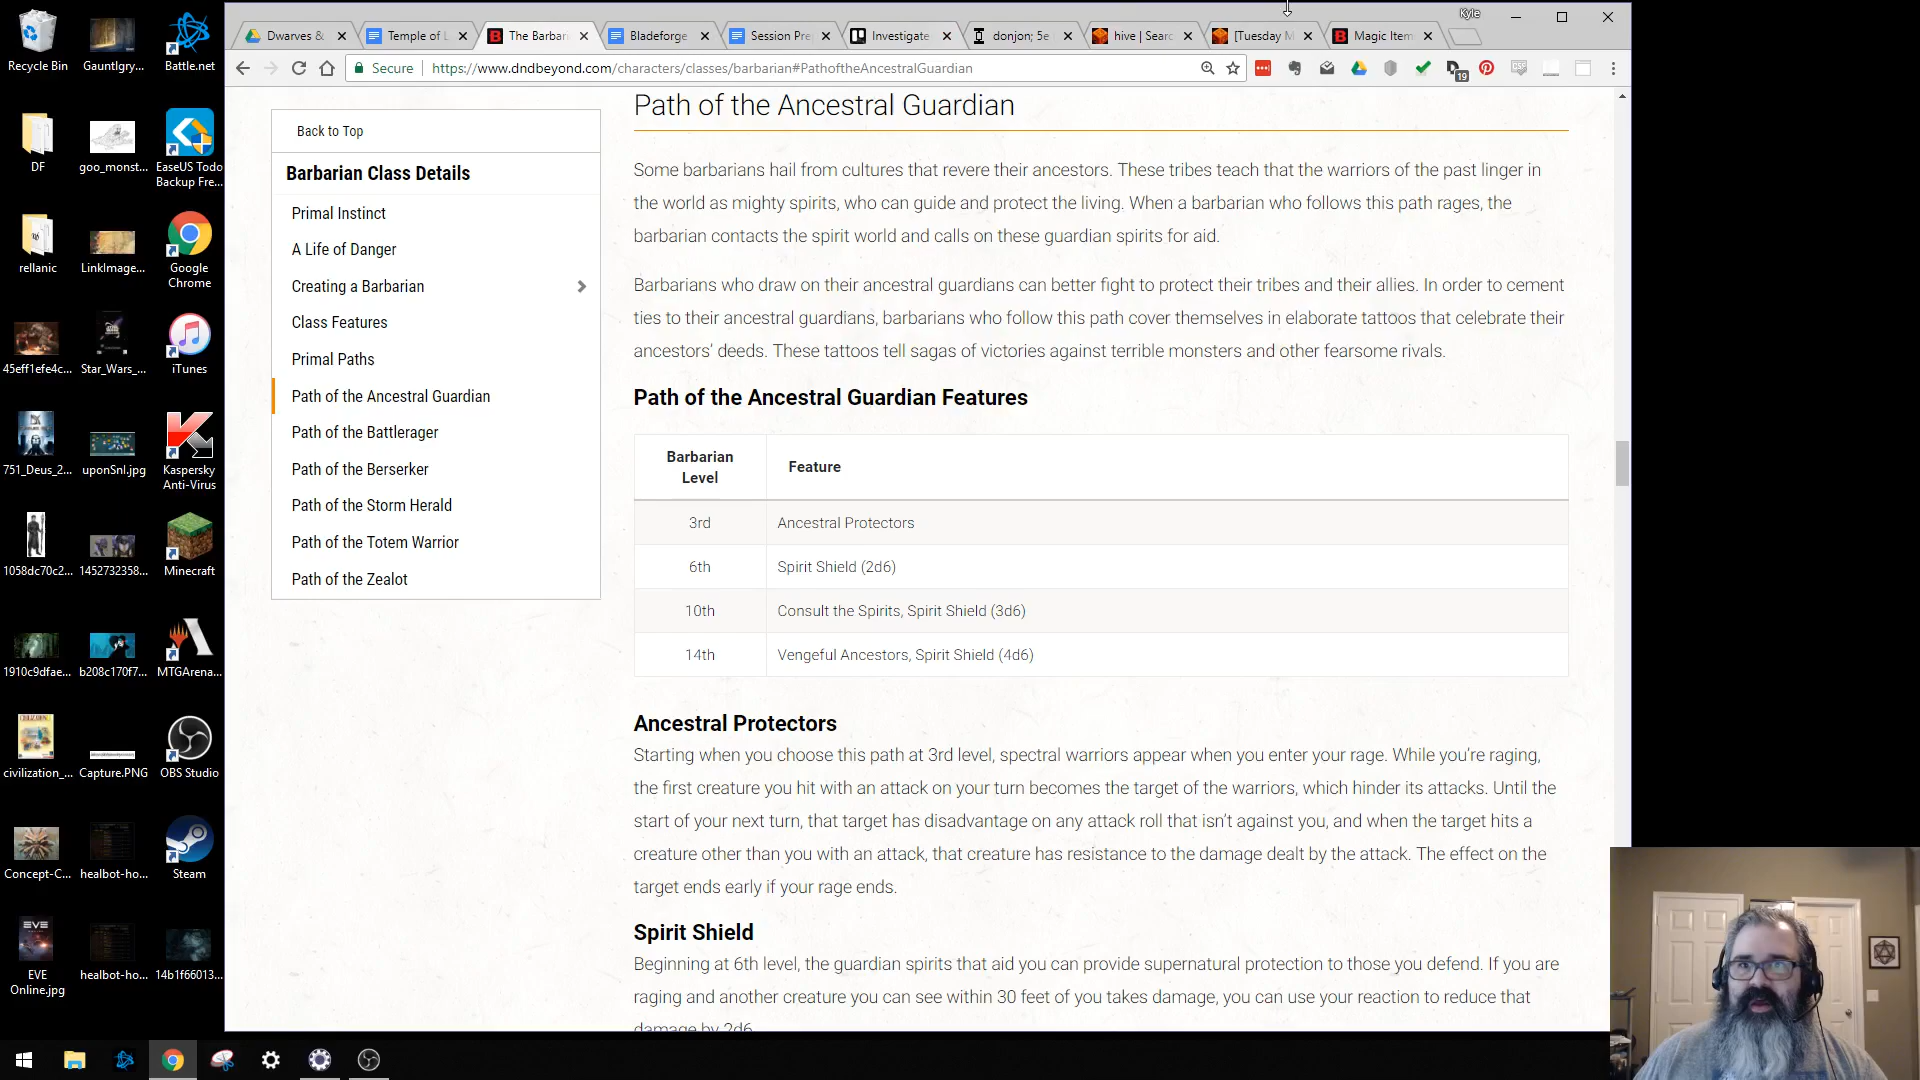 Kyle
Dwarves &
Temple of L
The Barbari
Bladeforge
Session Pre
Investigate
donjon; 5e
hive | Searc
[Tuesday M
Magic Item
Secure
https://www.dndbeyond.com/characters/classes/barbarian#PathoftheAncestralGuardian
19
Recycle Bin
Gauntlgry...
Battle.net
DF
goo_monst...
EaseUS Todo
Backup Fre...
rellanic
LinkImage...
Google
Chrome
45eff1efe4c...
Star_Wars_...
iTunes
751_Deus_2...
uponSnl.jpg
Kaspersky
Anti-Virus
1058dc70c2...
1452732358...
Minecraft
1910c9dfae...
b208c170f7...
MTGArena...
civilization_...
Capture.PNG
OBS Studio
Concept-C...
healbot-ho...
Steam
EVE
Online.jpg
healbot-ho...
14b1f66013...
Back to Top
Barbarian Class Details
Primal Instinct
A Life of Danger
Creating a Barbarian
Class Features
Primal Paths
Path of the Ancestral Guardian
Path of the Battlerager
Path of the Berserker
Path of the Storm Herald
Path of the Totem Warrior
Path of the Zealot
Path of the Ancestral Guardian
Some barbarians hail from cultures that revere their ancestors. These tribes teach that the warriors of the past linger in
the world as mighty spirits, who can guide and protect the living. When a barbarian who follows this path rages, the
barbarian contacts the spirit world and calls on these guardian spirits for aid.
Barbarians who draw on their ancestral guardians can better fight to protect their tribes and their allies. In order to cement
ties to their ancestral guardians, barbarians who follow this path cover themselves in elaborate tattoos that celebrate their
ancestors’ deeds. These tattoos tell sagas of victories against terrible monsters and other fearsome rivals.
Path of the Ancestral Guardian Features
Barbarian
Level
Feature
3rd
Ancestral Protectors
6th
Spirit Shield (2d6)
10th
Consult the Spirits, Spirit Shield (3d6)
14th
Vengeful Ancestors, Spirit Shield (4d6)
Ancestral Protectors
Starting when you choose this path at 3rd level, spectral warriors appear when you enter your rage. While you’re raging,
the first creature you hit with an attack on your turn becomes the target of the warriors, which hinder its attacks. Until the
start of your next turn, that target has disadvantage on any attack roll that isn’t against you, and when the target hits a
creature other than you with an attack, that creature has resistance to the damage dealt by the attack. The effect on the
target ends early if your rage ends.
Spirit Shield
Beginning at 6th level, the guardian spirits that aid you can provide supernatural protection to those you defend. If you are
raging and another creature you can see within 30 feet of you takes damage, you can use your reaction to reduce that
damage by 2d6.